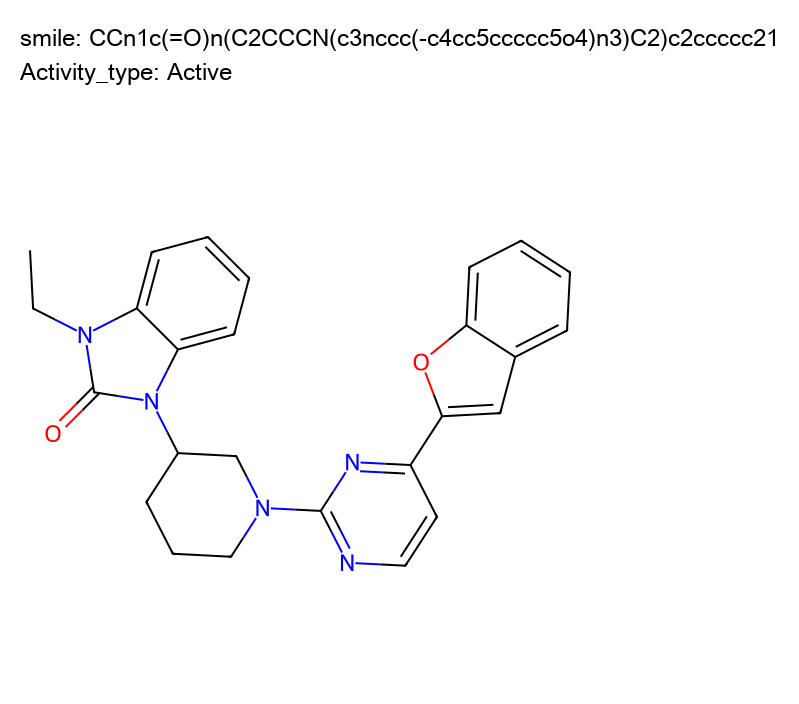 smile: CCn1c(=O)n(C2CCCN(c3nccc(-c4cc5ccccc5o4)n3)C2)c2ccccc21
Activity_type: Active
O
N
O
N
N
N
N